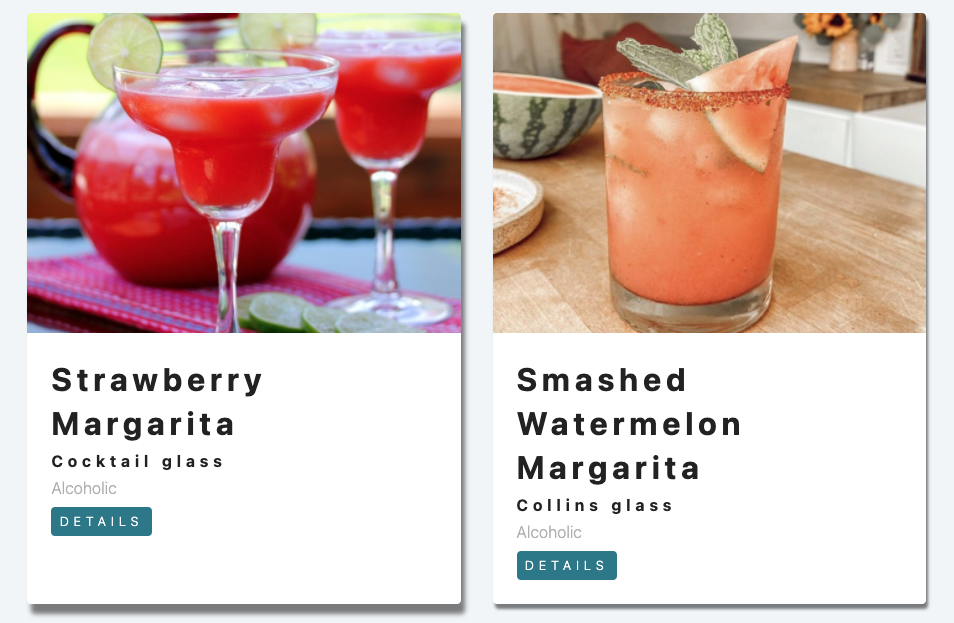 Strawberry
Margarita
Cocktail glass
Alcoholic
DETAILS
Smashed
Watermelon
Margarita
Collins glass
Alcoholic
DETAILS